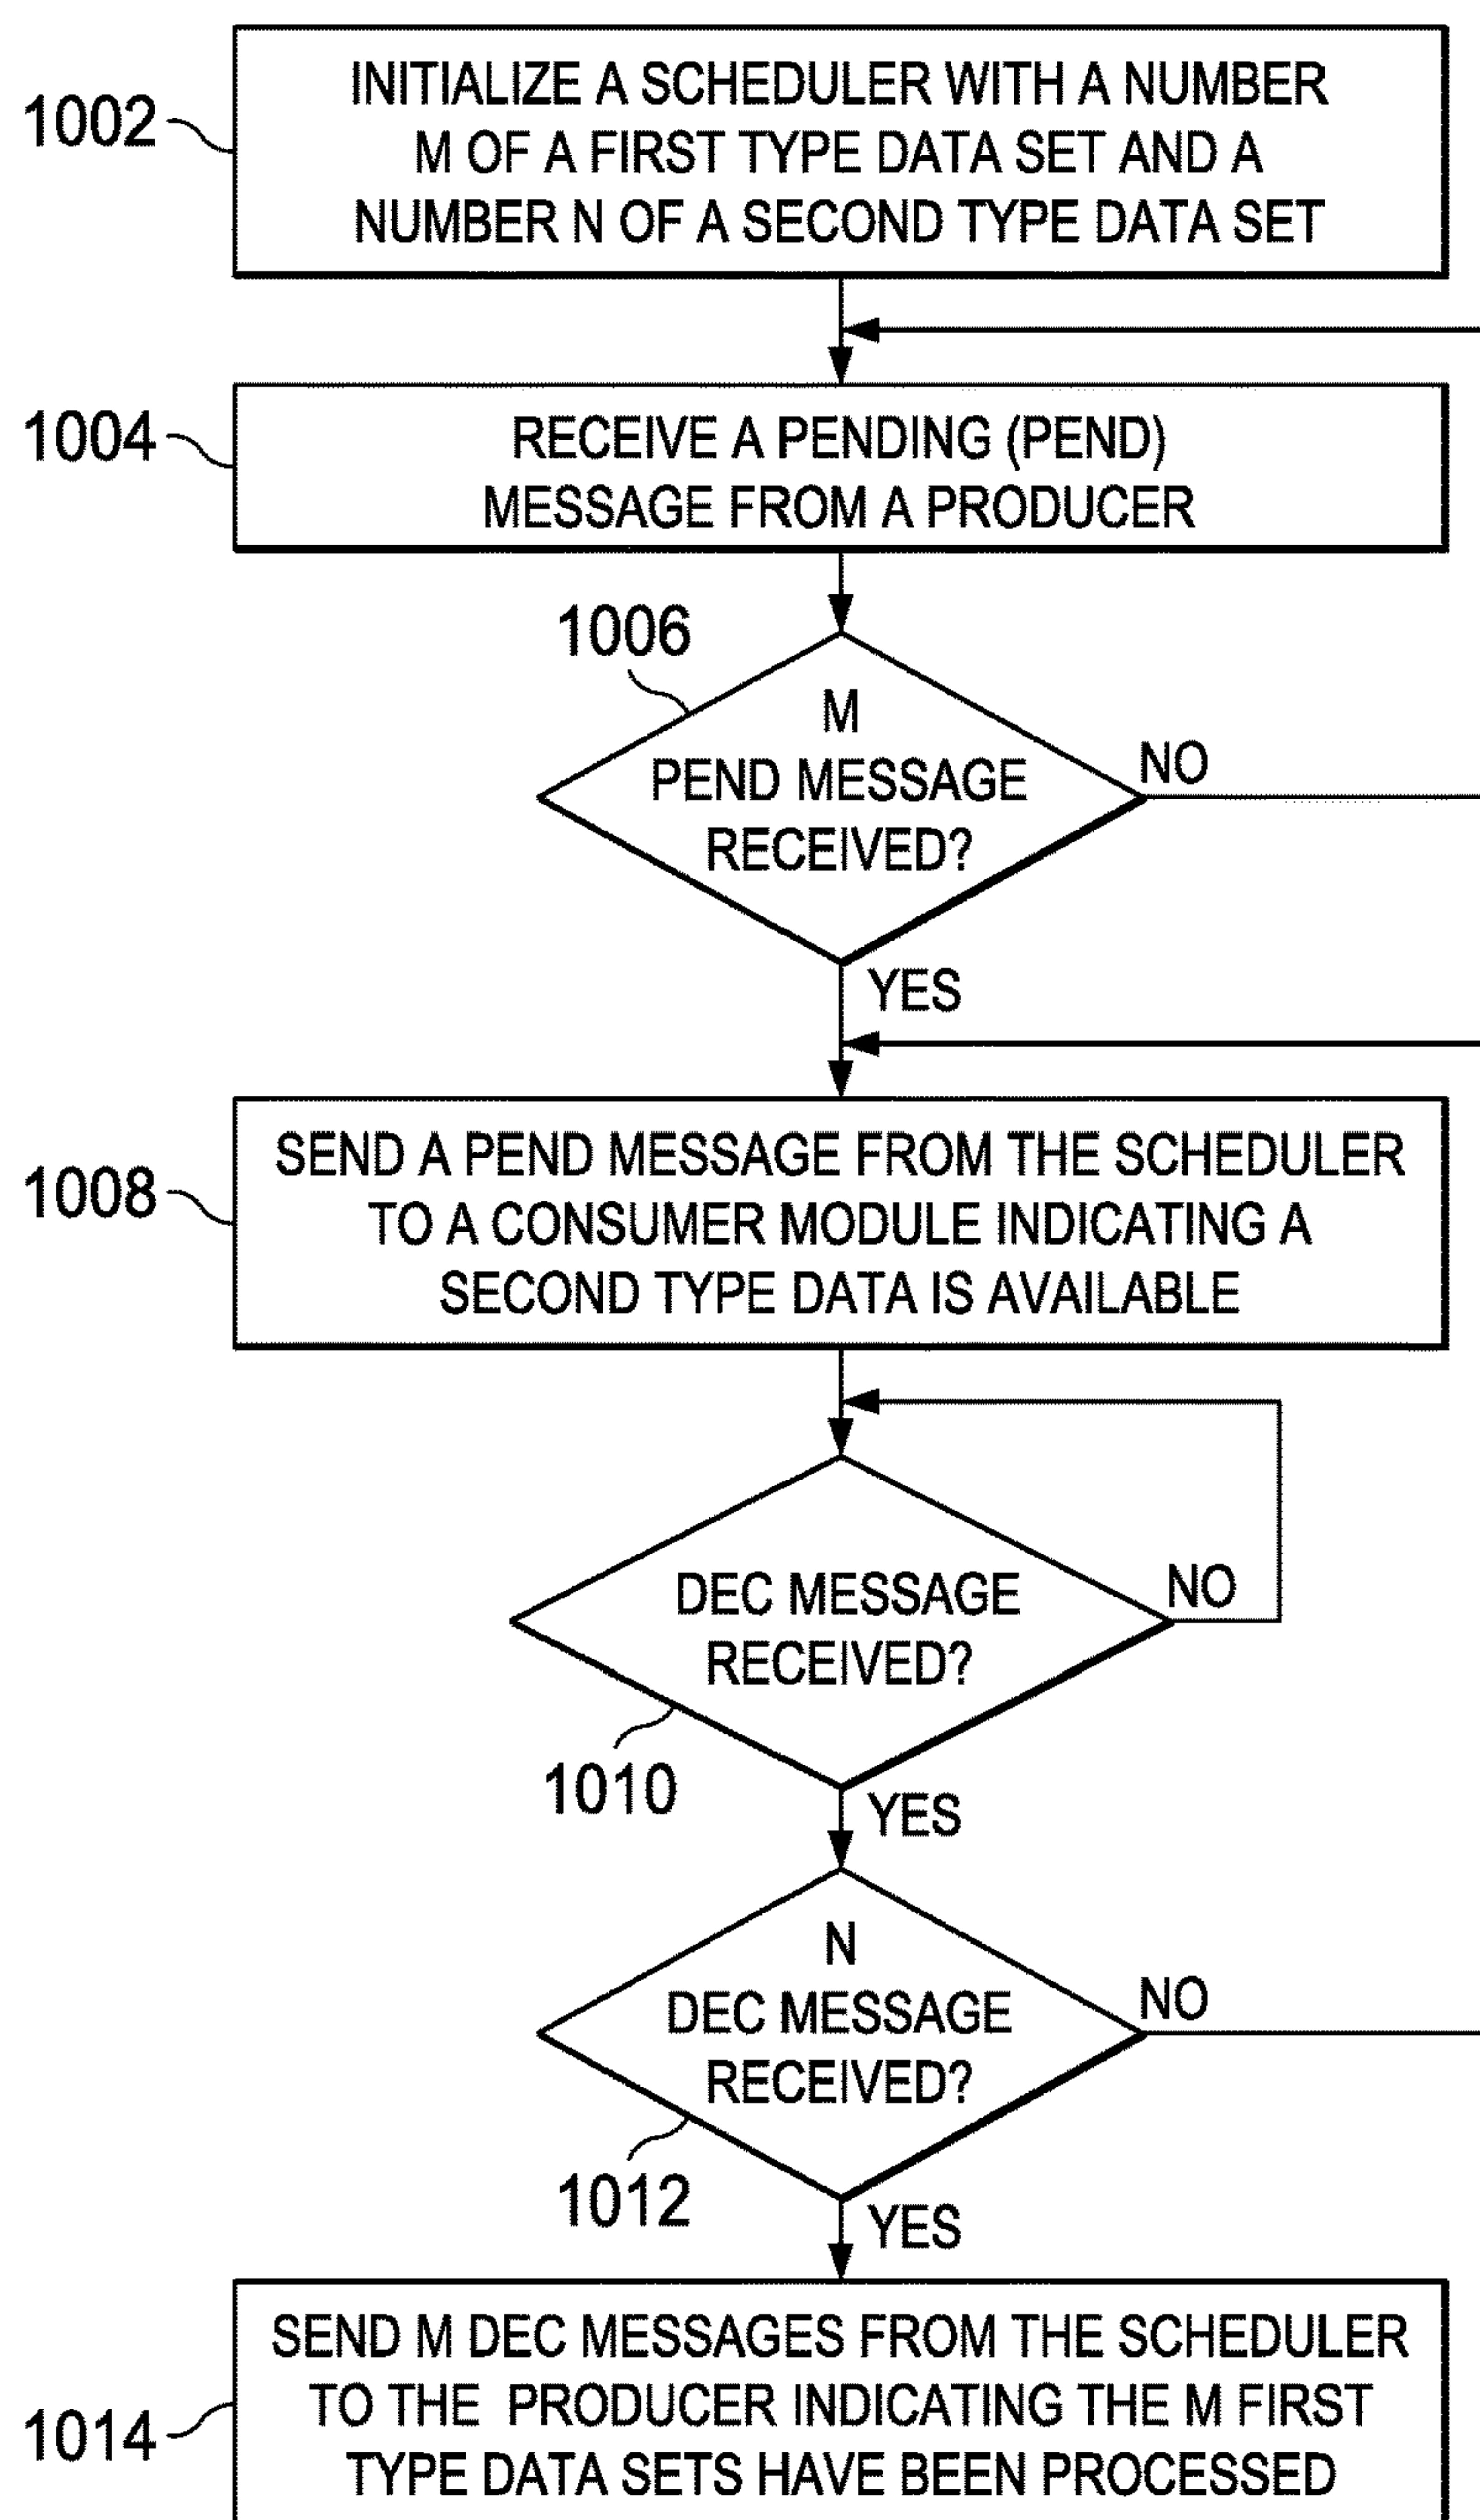 1002
INITIALIZE A SCHEDULER WITH A NUMBER
M OF A FIRST TYPE DATA SET AND A
NUMBER N OF A SECOND TYPE DATA SET
1004
RECEIVE A PENDING (PEND)
MESSAGE FROM A PRODUCER
1006
M
PEND MESSAGE
RECEIVED?
NO
YES
1008
SEND A PEND MESSAGE FROM THE SCHEDULER
TO A CONSUMER MODULE INDICATING A
SECOND TYPE DATA IS AVAILABLE
DEC MESSAGE
RECEIVED?
NO
1010
YES
N
DEC MESSAGE
RECEIVED?
NO
1012
YES
1014
SEND M DEC MESSAGES FROM THE SCHEDULER
TO THE PRODUCER INDICATING THE M FIRST
TYPE DATA SETS HAVE BEEN PROCESSED